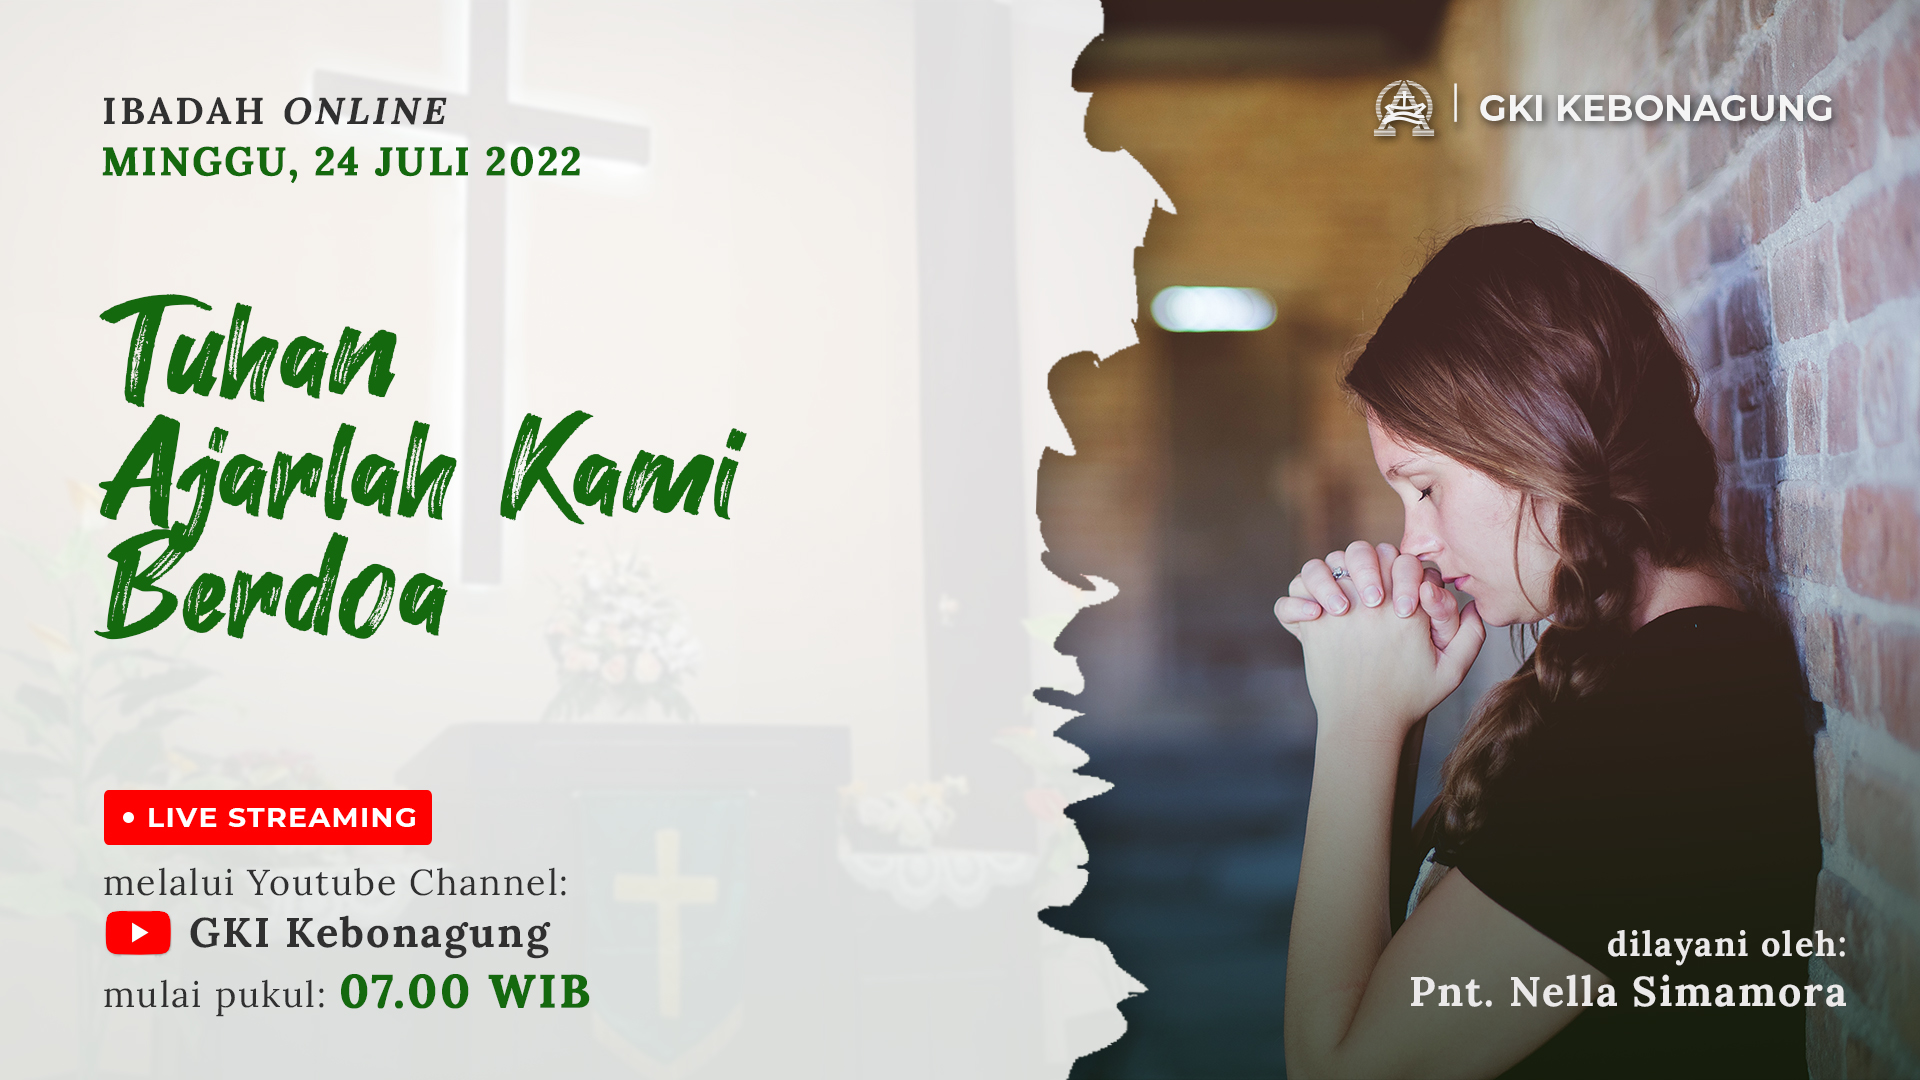 IBADAH ONLINE
MINGGU, 24 JULI 2022
GKI KEBONAGUNG
Tuhan
Ajarlah Kami
Berdoa
LIVE STREAMING
melalui Youtube Channel:
GKI Kebonagung
mulai pukul: 07.00 WIB
dilayani oleh:
Pnt. Nella Simamora